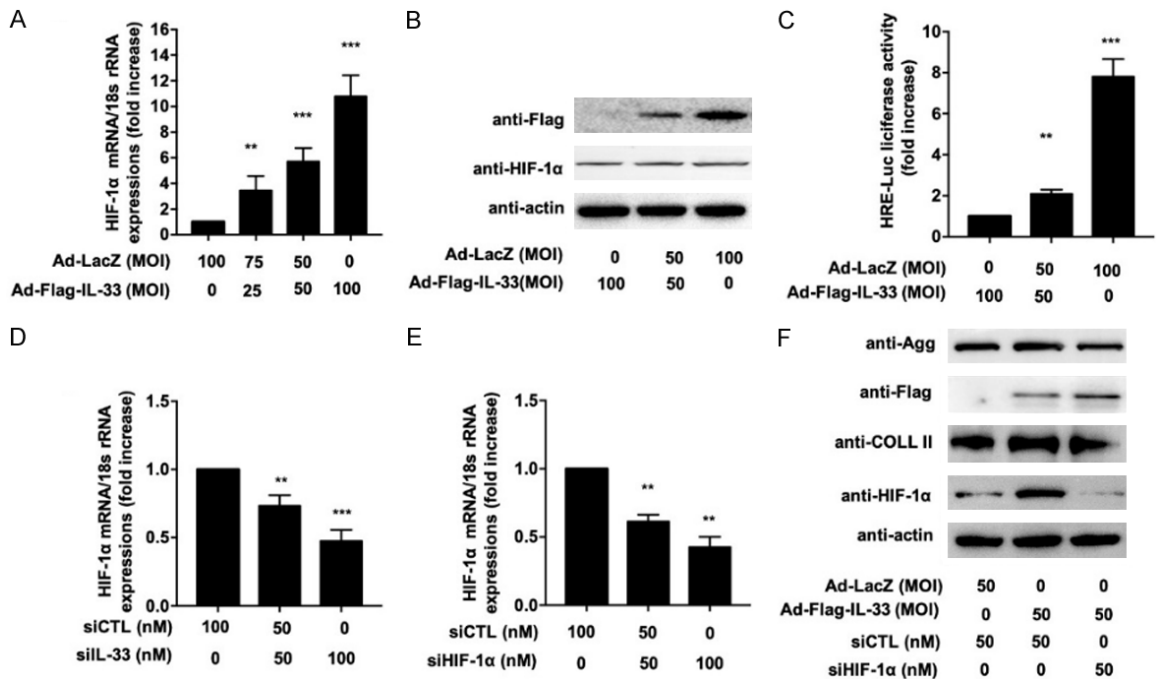 A
HIF-1α mRNA/18s rRNA
expressions (fold increase)
16
14
12
10
8
6
4
2
0
**
***
***
Ad-LacZ (MOI) 100 75 50 0
Ad-Flag-IL-33 (MOI) 0 25 50 100
B
anti-Flag
anti-HIF-1α
anti-actin
Ad-LacZ (MOI) 0 50 100
Ad-Flag-IL-33(MOI) 100 50 0
C
HRE-Luc liciferase activity
(fold increase)
10
8
6
4
2
0
**
***
Ad-LacZ (MOI) 0 50 100
Ad-Flag-IL-33 (MOI) 100 50 0
D
HIF-1α mRNA/18s rRNA
expressions (fold increase)
1.5
1.0
0.5
0.0
**
***
siCTL (nM) 100 50 0
siIL-33 (nM) 0 50 100
E
HIF-1α mRNA/18s rRNA
expressions (fold increase)
1.5
1.0
0.5
0.0
**
**
siCTL (nM) 100 50 0
siHIF-1α (nM) 0 50 100
F
anti-Agg
anti-Flag
anti-COLL II
anti-HIF-1α
anti-actin
Ad-LacZ (MOI) 50 0 0
Ad-Flag-IL-33 (MOI) 0 50 50
siCTL (nM) 50 50 0
siHIF-1α (nM) 0 0 50